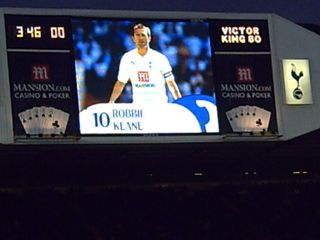 3 46 00
VICTOR
KING 80
M
MANSION.COM
CASINO & POKER
M
10 ROBBIE
KEANE
M
MANSION.COM
CASINO & POKER